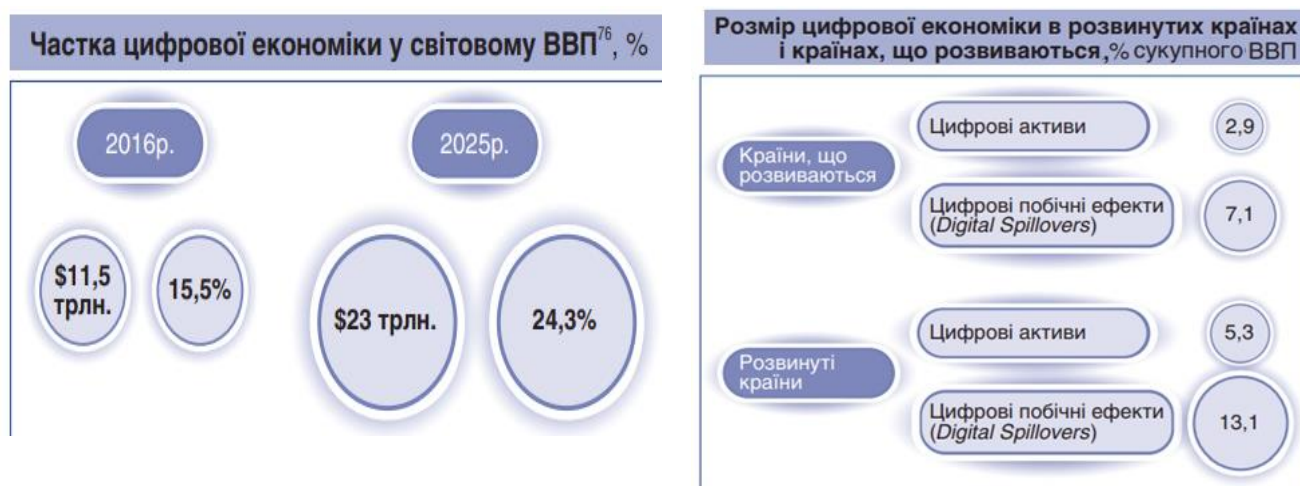 Частка цифрової економіки у світовому ВВП76, %
2016р.
2025р.
$11,5
трлн.
15,5%
$23 трлн.
24,3%
Розмір цифрової економіки в розвинутих країнах
і країнах, що розвиваються,% сукупного ВВП
Країни, що
розвиваються
Цифрові активи
2,9
Цифрові побічні ефекти
(Digital Spillovers)
7,1
Розвинуті
країни
Цифрові активи
5,3
Цифрові побічні ефекти
(Digital Spillovers)
13,1